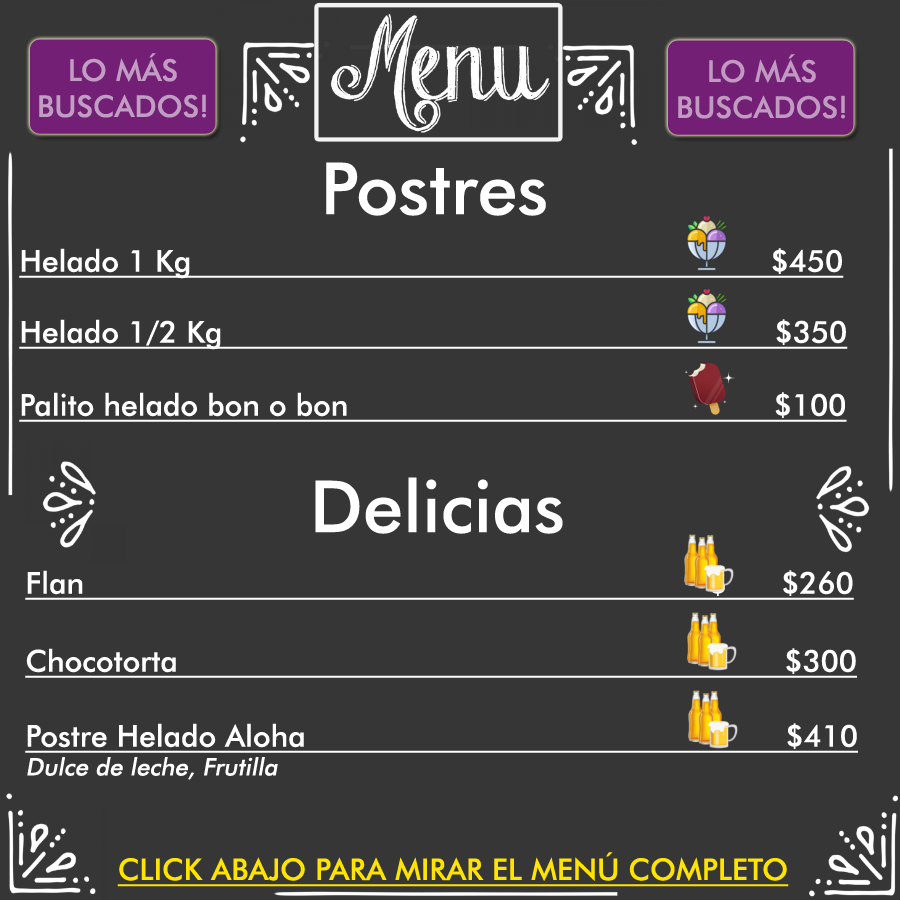 LO MÁS
BUSCADOS!
Menu
LO MÁS
BUSCADOS!
Postres
Helado 1 Kg $450
Helado 1/2 Kg $350
Palito helado bon o bon $100
Delicias
Flan $260
Chocotorta $300
Postre Helado Aloha $410
Dulce de leche, Frutilla
CLICK ABAJO PARA MIRAR EL MENÚ COMPLETO